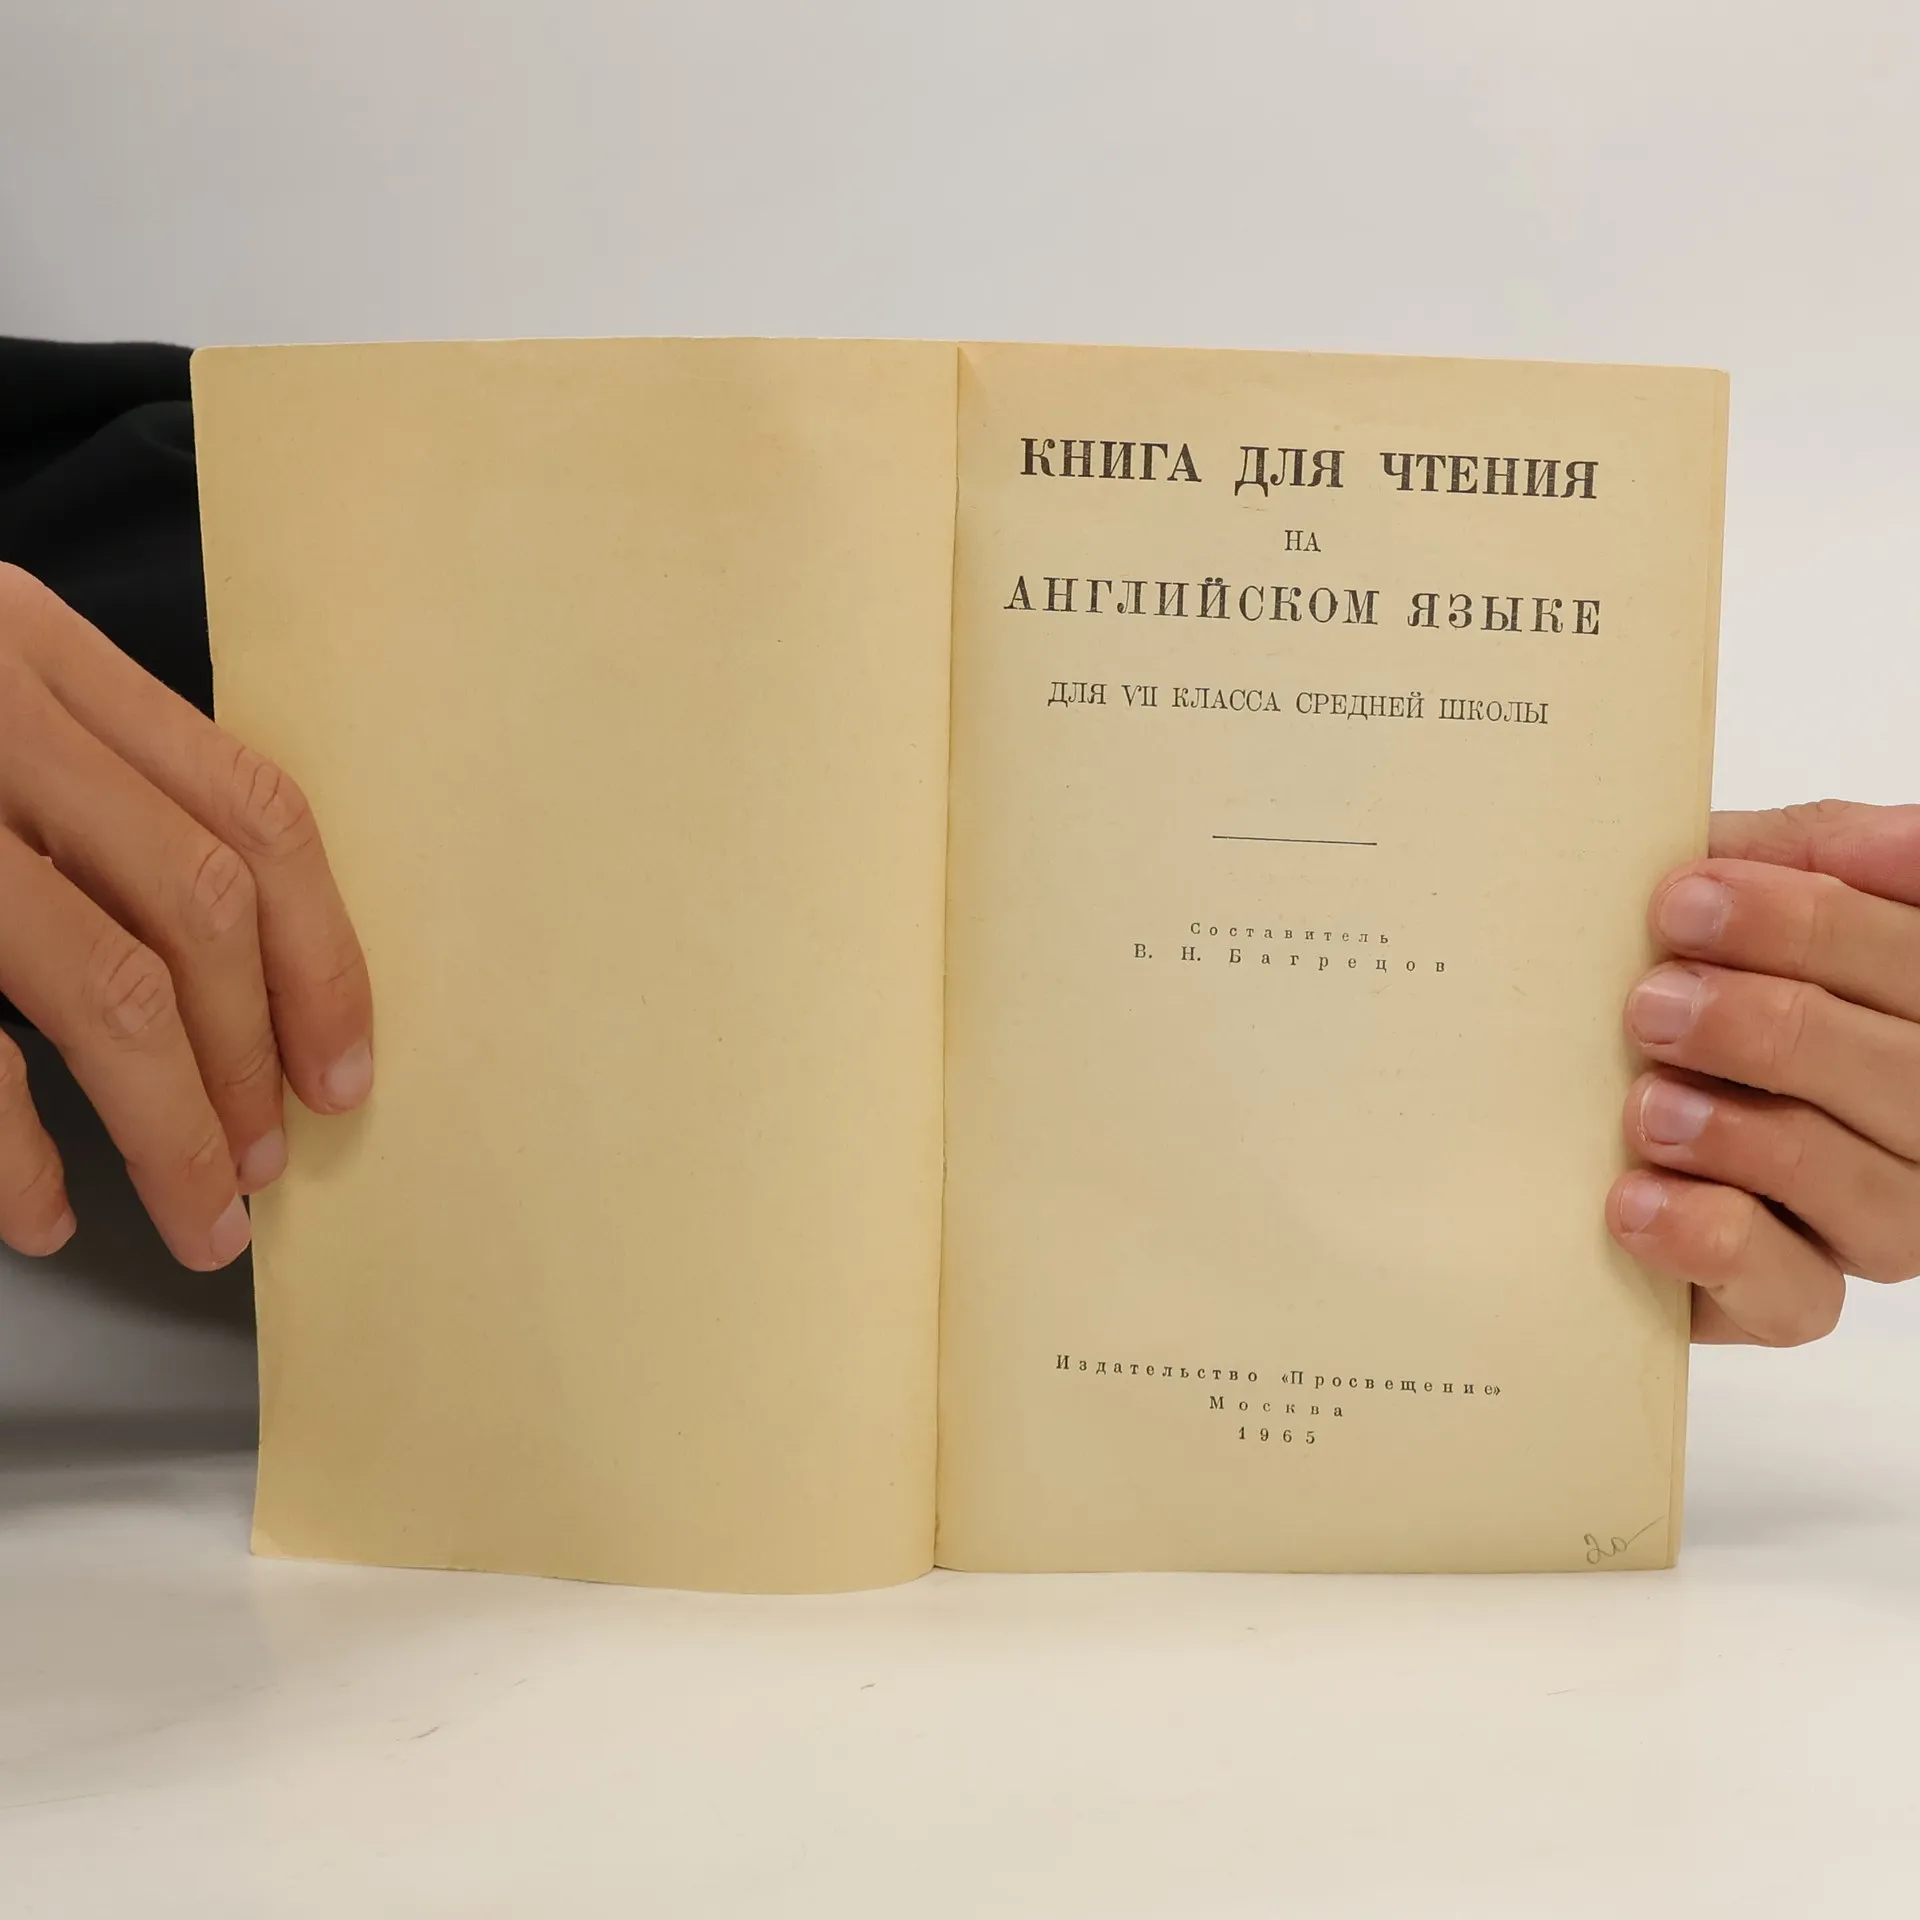 КНИГА ДЛЯ ЧТЕНИЯ
НА
АНГЛИЙСКОМ ЯЗЫКЕ
ДЛЯ VII КЛАССА СРЕДНЕЙ ШКОЛЫ
Составитель
В. Н. Багрецов
Издательство «Просвещение»
Москва
1965
20-